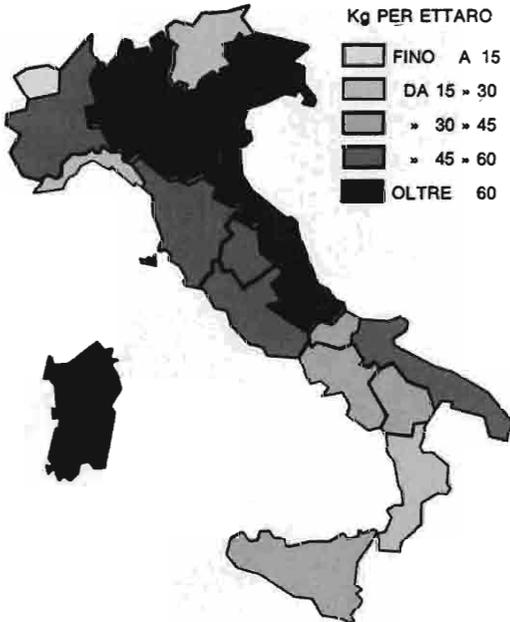 Kg PER ETTARO
FINO A 15
DA 15 » 30
» 30 » 45
» 45 » 60
OLTRE 60